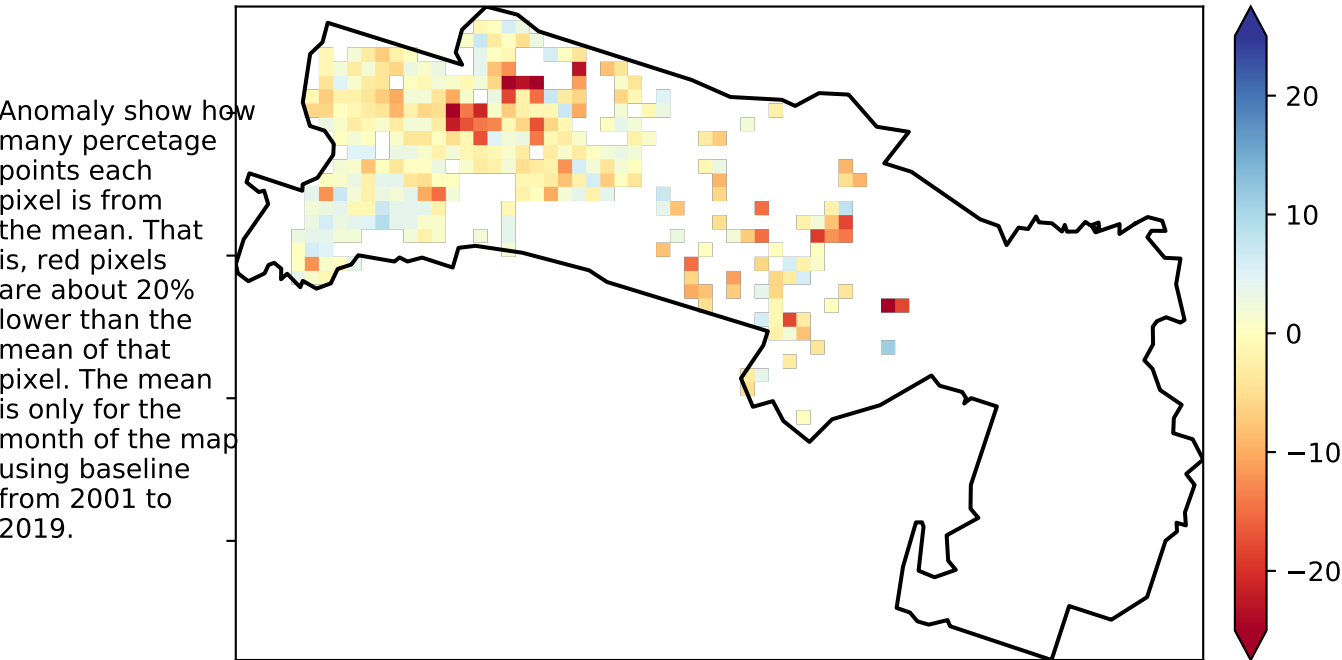 Anomaly show how
many percetage
points each
pixel is from
the mean. That
is, red pixels
are about 20%
lower than the
mean of that
pixel. The mean
is only for the
month of the map
using baseline
from 2001 to
2019.
20
10
0
−10
−20